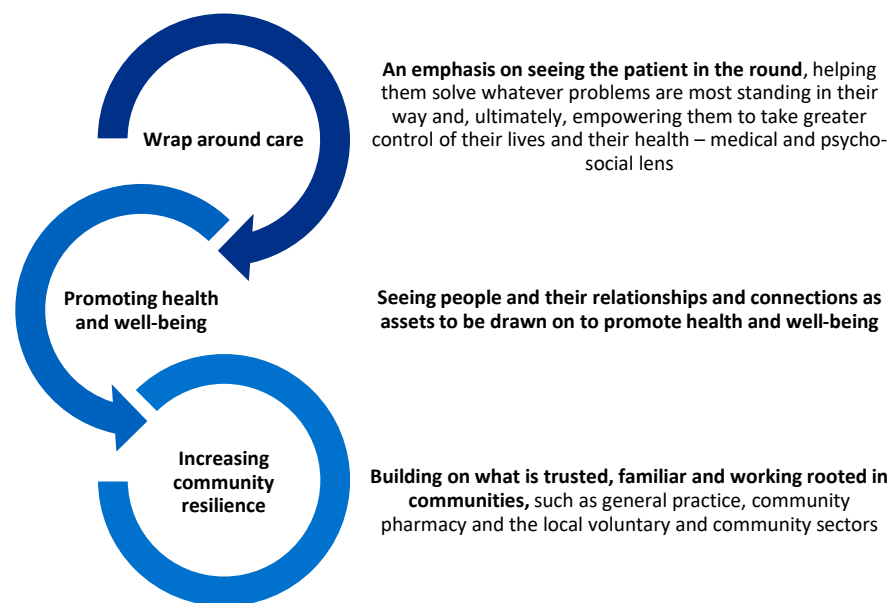 Wrap around care
An emphasis on seeing the patient in the round, helping
them solve whatever problems are most standing in their
way and, ultimately, empowering them to take greater
control of their lives and their health – medical and psycho-
social lens
Promoting health
and well-being
Seeing people and their relationships and connections as
assets to be drawn on to promote health and well-being
Increasing
community
resilience
Building on what is trusted, familiar and working rooted in
communities, such as general practice, community
pharmacy and the local voluntary and community sectors